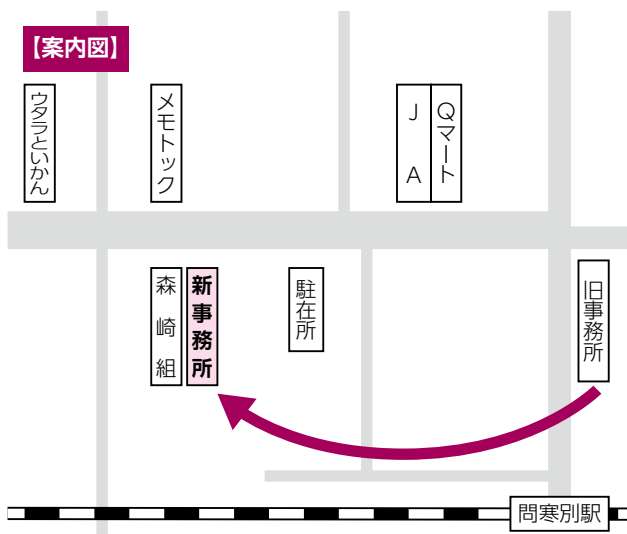 【案内図】
ウタラといかん
メモトック
JA
Qマート
森崎組
新事務所
駐在所
旧事務所
問寒別駅